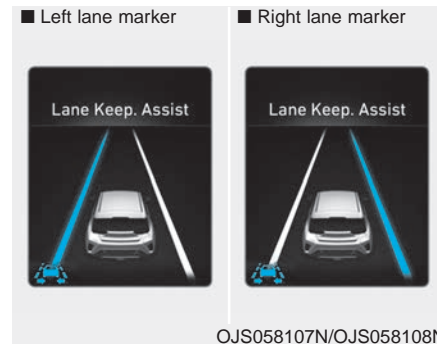 ■ Left lane marker
■ Right lane marker
Lane Keep. Assist
Lane Keep. Assist
OJS058107N/OJS058108N